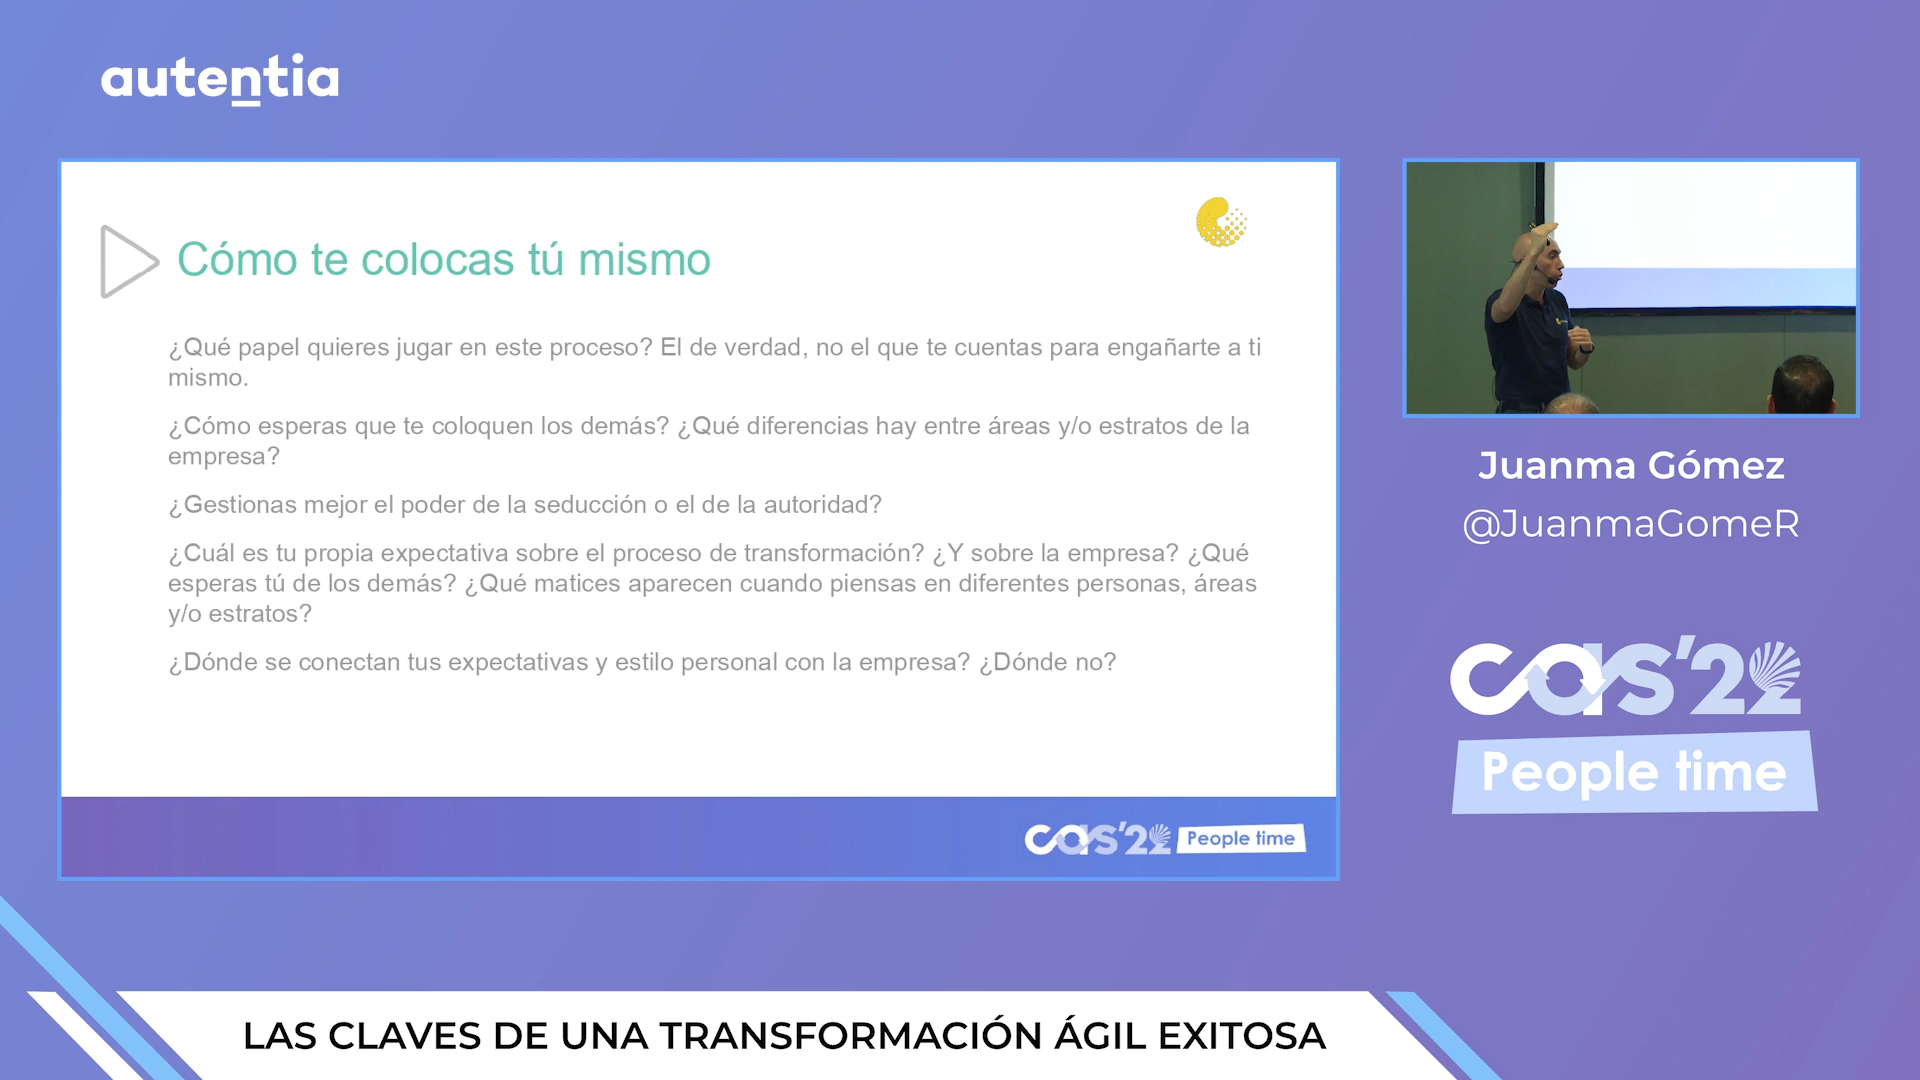 autentia
Cómo te colocas tú mismo
¿Qué papel quieres jugar en este proceso? El de verdad, no el que te cuentas para engañarte a ti
mismo.
¿Cómo esperas que te coloquen los demás? ¿Qué diferencias hay entre áreas y/o estratos de la
empresa?
¿Gestionas mejor el poder de la seducción o el de la autoridad?
¿Cuál es tu propia expectativa sobre el proceso de transformación? ¿Y sobre la empresa? ¿Qué
esperas tú de los demás? ¿Qué matices aparecen cuando piensas en diferentes personas, áreas
y/o estratos?
¿Dónde se conectan tus expectativas y estilo personal con la empresa? ¿Dónde no?
cas'22 People time
Juanma Gómez
@JuanmaGomeR
cas'22
People time
LAS CLAVES DE UNA TRANSFORMACIÓN ÁGIL EXITOSA